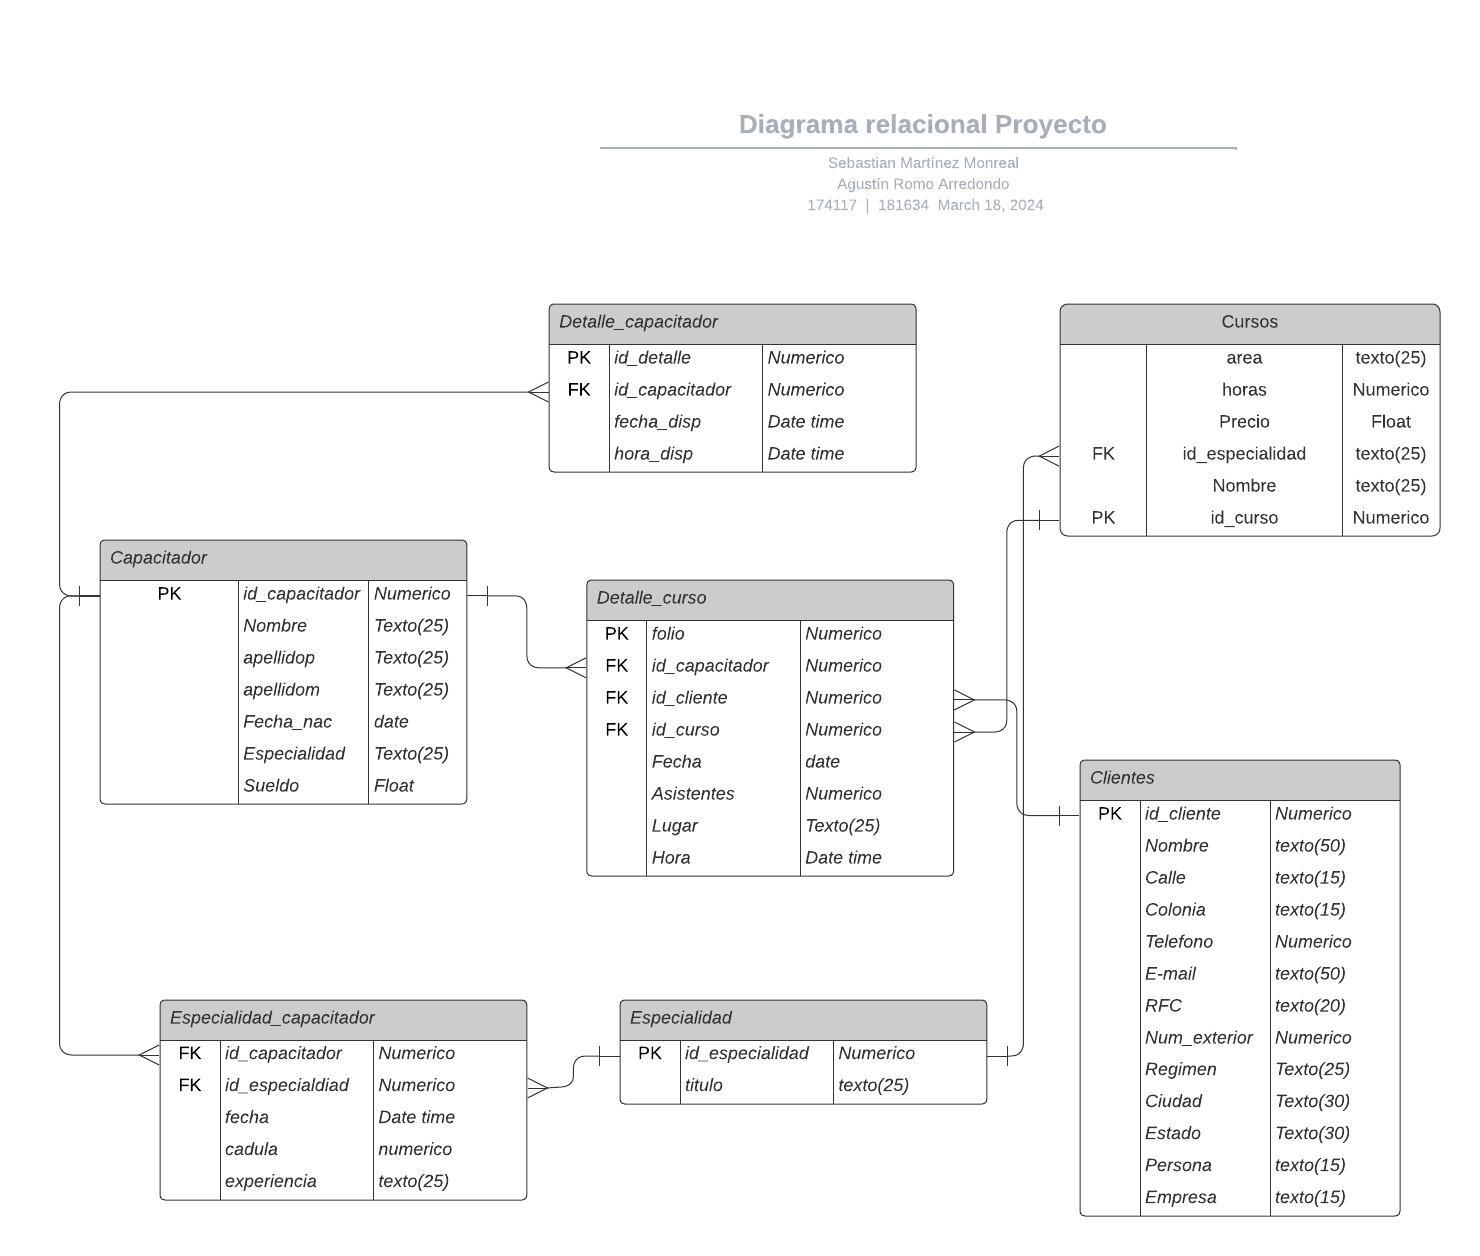 Diagrama relacional Proyecto
Sebastian Martínez Monreal
Agustín Romo Arredondo
174117 | 181634 March 18, 2024
Detalle_capacitador
PK id_detalle Numerico
FK id_capacitador Numerico
fecha_disp Date time
hora_disp Date time
Cursos
area texto(25)
horas Numerico
Precio Float
FK id_especialidad texto(25)
Nombre texto(25)
PK id_curso Numerico
Capacitador
PK id_capacitador Numerico
Nombre Texto(25)
apellidop Texto(25)
apellidom Texto(25)
Fecha_nac date
Especialidad Texto(25)
Sueldo Float
Detalle_curso
PK folio Numerico
FK id_capacitador Numerico
FK id_cliente Numerico
FK id_curso Numerico
Fecha date
Asistentes Numerico
Lugar Texto(25)
Hora Date time
Clientes
PK id_cliente Numerico
Nombre texto(50)
Calle texto(15)
Colonia texto(15)
Telefono Numerico
E-mail texto(50)
RFC texto(20)
Num_exterior Numerico
Regimen Texto(25)
Ciudad Texto(30)
Estado Texto(30)
Persona texto(15)
Empresa texto(15)
Especialidad_capacitador
FK id_capacitador Numerico
FK id_especialdiad Numerico
fecha Date time
cadula numerico
experiencia texto(25)
Especialidad
PK id_especialidad Numerico
titulo texto(25)